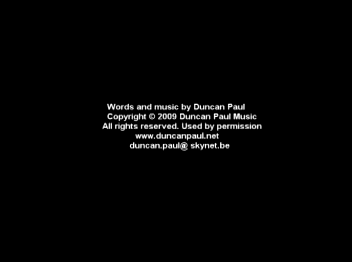 Words and music by Duncan Paul
Copyright © 2009 Duncan Paul Music
All rights reserved. Used by permission
www.duncanpaul.net
duncan.paul@ skynet.be